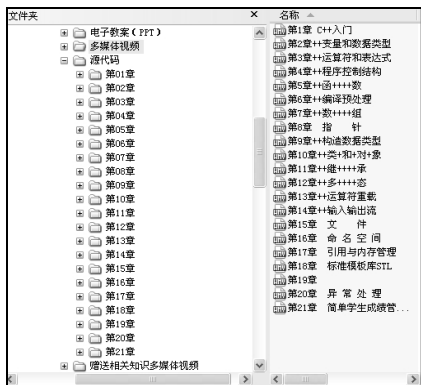 文件夹
电子教案(PPT)
多媒体视频
源代码
第01章
第02章
第03章
第04章
第05章
第06章
第07章
第08章
第09章
第10章
第11章
第12章
第13章
第14章
第15章
第16章
第17章
第18章
第19章
第20章
第21章
赠送相关知识多媒体视频
名称
第1章 C++入门
第2章++变量和数据类型
第3章++运算符和表达式
第4章++程序控制结构
第5章++函++++数
第6章++编译预处理
第7章++数++++组
第8章 指 针
第9章++构造数据类型
第10章++类+和+对+象
第11章++继++++承
第12章++多++++态
第13章++运算符重载
第14章++输入输出流
第15章 文 件
第16章 命 名 空 间
第17章 引用与内存管理
第18章 标准模板库STL
第19章
第20章 异 常 处 理
第21章 简单学生成绩管...